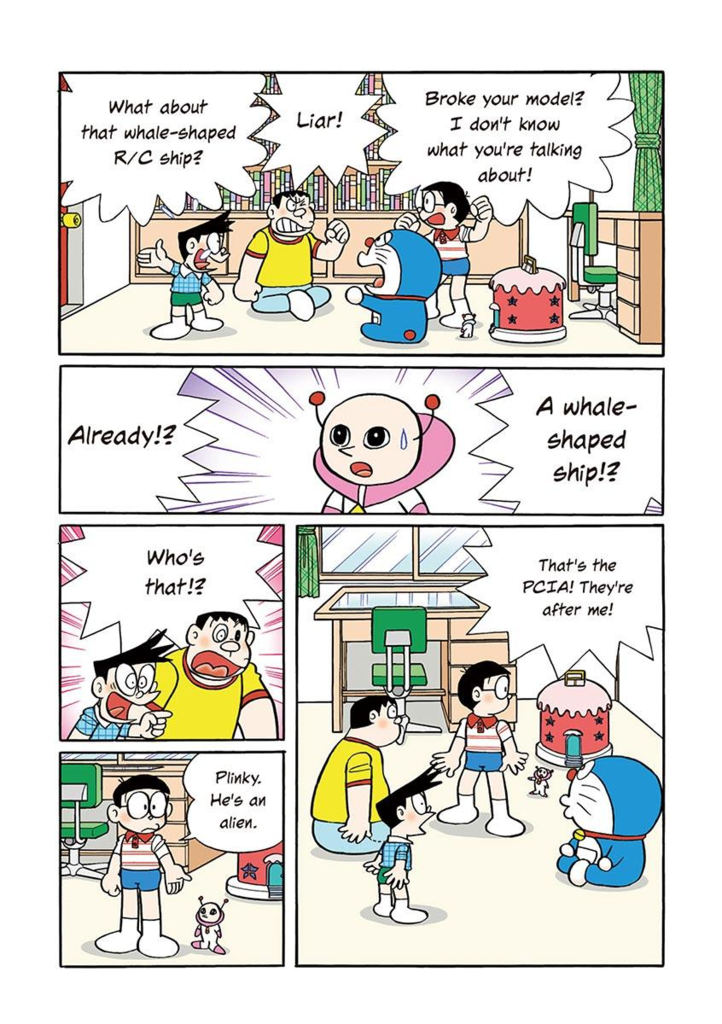 Broke your model?
I don't know
what you're talking
about!
Liar!
What about
that whale-shaped
R/C ship?
A whale-
shaped
ship!?
Already!?
That's the
PCIA! They're
after me!
Who's
that!?
Plinky.
He's an
alien.